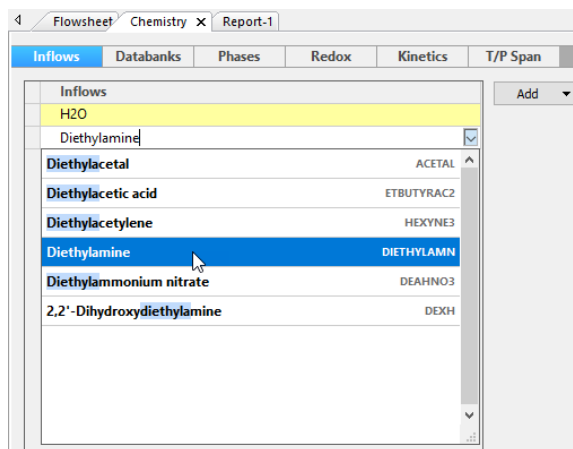 Flowsheet Chemistry x Report-1
Inflows Databanks Phases Redox Kinetics T/P Span
Inflows Add
H2O
Diethylamine
Diethylacetal ACETAL
Diethylacetic acid ETBUTYRAC2
Diethylacetylene HEXYNE3
Diethylamine DIETHYLAMN
Diethylammonium nitrate DEAHNO3
2,2'-Dihydroxydiethylamine DEXH